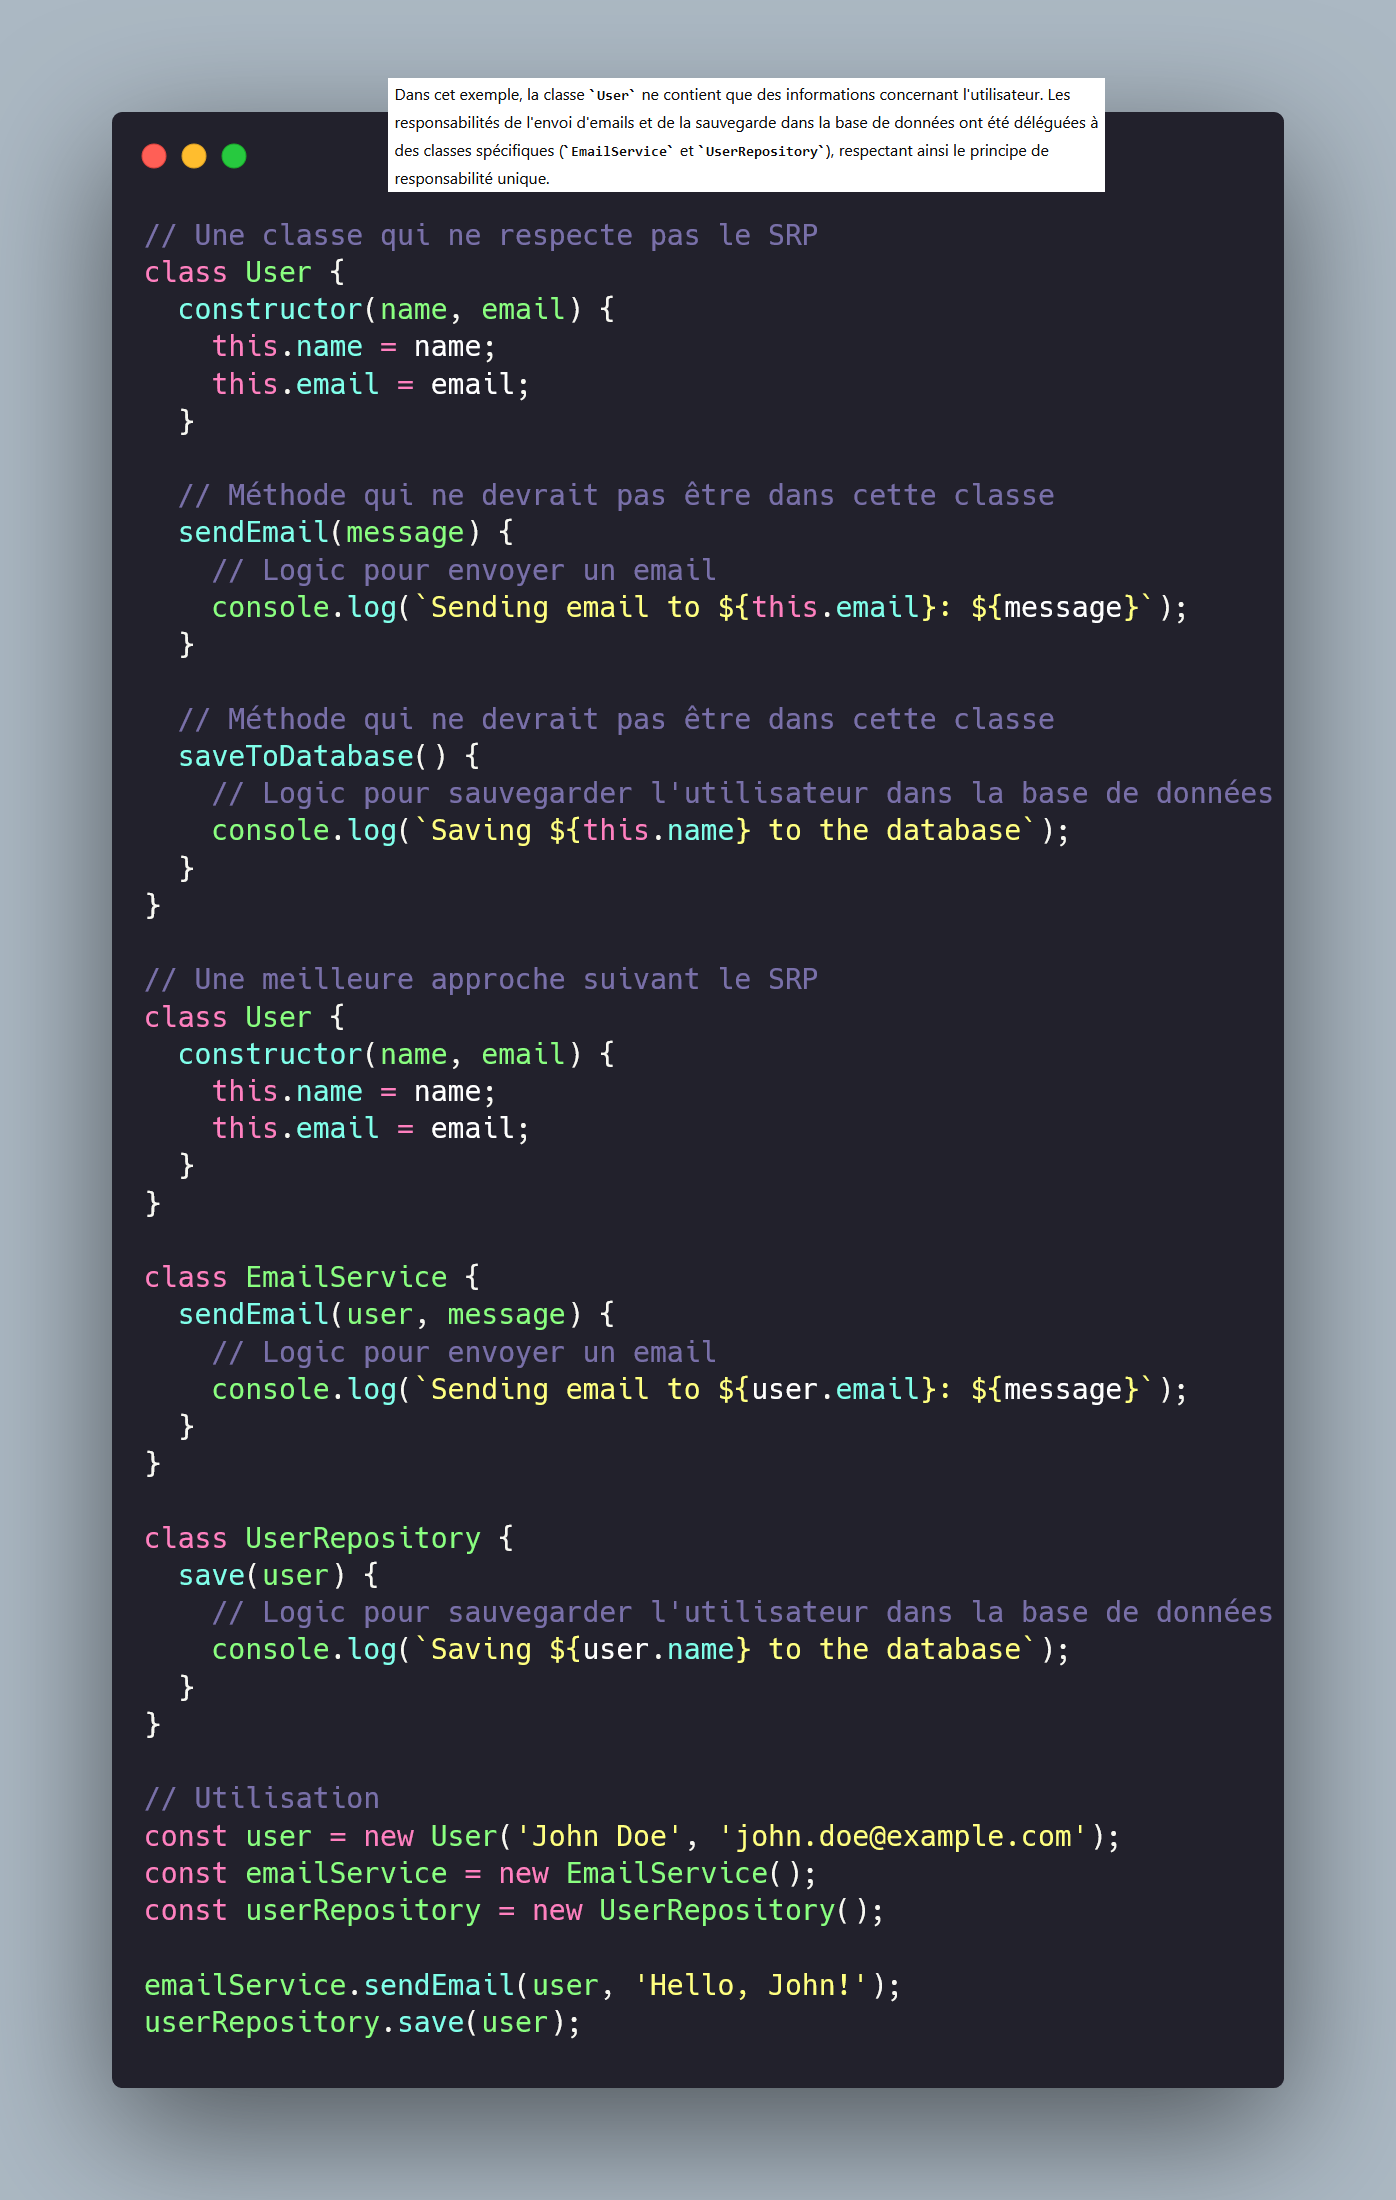 Dans cet exemple, la classe `User` ne contient que des informations concernant l'utilisateur. Les
responsabilités de l'envoi d'emails et de la sauvegarde dans la base de données ont été déléguées à
des classes spécifiques (`EmailService` et `UserRepository`), respectant ainsi le principe de
responsabilité unique.
// Une classe qui ne respecte pas le SRP
class User {
  constructor(name, email) {
    this.name = name;
    this.email = email;
  }

  // Méthode qui ne devrait pas être dans cette classe
  sendEmail(message) {
    // Logic pour envoyer un email
    console.log(`Sending email to ${this.email}: ${message}`);
  }

  // Méthode qui ne devrait pas être dans cette classe
  saveToDatabase() {
    // Logic pour sauvegarder l'utilisateur dans la base de données
    console.log(`Saving ${this.name} to the database`);
  }
}

// Une meilleure approche suivant le SRP
class User {
  constructor(name, email) {
    this.name = name;
    this.email = email;
  }
}

class EmailService {
  sendEmail(user, message) {
    // Logic pour envoyer un email
    console.log(`Sending email to ${user.email}: ${message}`);
  }
}

class UserRepository {
  save(user) {
    // Logic pour sauvegarder l'utilisateur dans la base de données
    console.log(`Saving ${user.name} to the database`);
  }
}

// Utilisation
const user = new User('John Doe', 'john.doe@example.com');
const emailService = new EmailService();
const userRepository = new UserRepository();

emailService.sendEmail(user, 'Hello, John!');
userRepository.save(user);